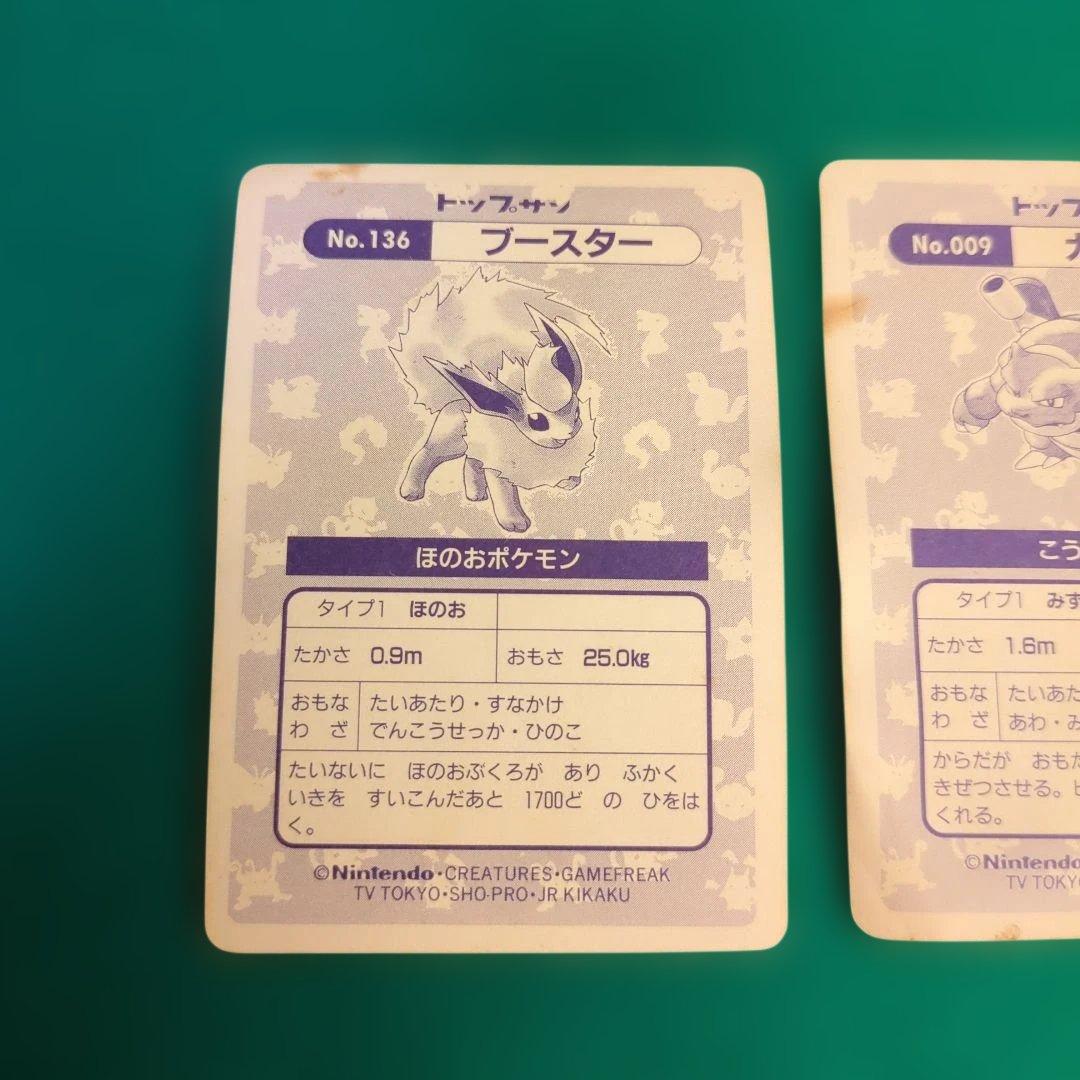 トップサン
No.136 ブースター
ほのおポケモン
タイプ1 ほのお
たかさ 0.9m おもさ 25.0kg
おもな たいあたり・すなかけ
わざ でんこうせっか・ひのこ
たいないに ほのおぶくろが あり ふかく
いきを すいこんだあと 1700ど の ひをは
く。
©Nintendo・CREATURES・GAMEFREAK
TV TOKYO・SHO-PRO・JR KIKAKU
トップ
No.009 カ
こう
タイプ1 みず
たかさ 1.6m
おもな たいあた
わざ あわ・み
からだが おもた
きぜつさせる。ピ
くれる。
©Nintendo
TV TOKY